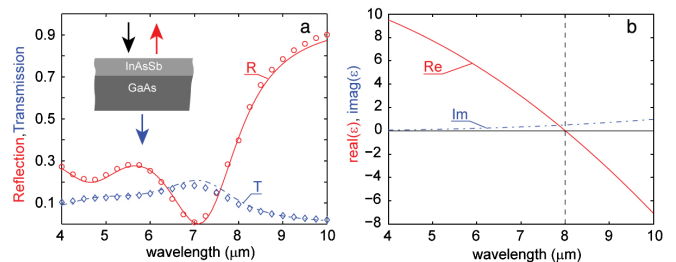 a
0.9
0.7
0.5
0.3
0.1
Reflection,Transmission
InAsSb
GaAs
R
T
4 5 6 7 8 9 10
wavelength (μm)
b
10
8
6
4
2
0
−2
−4
−6
−8
real(ε), imag(ε)
Re
Im
4 5 6 7 8 9 10
wavelength (μm)